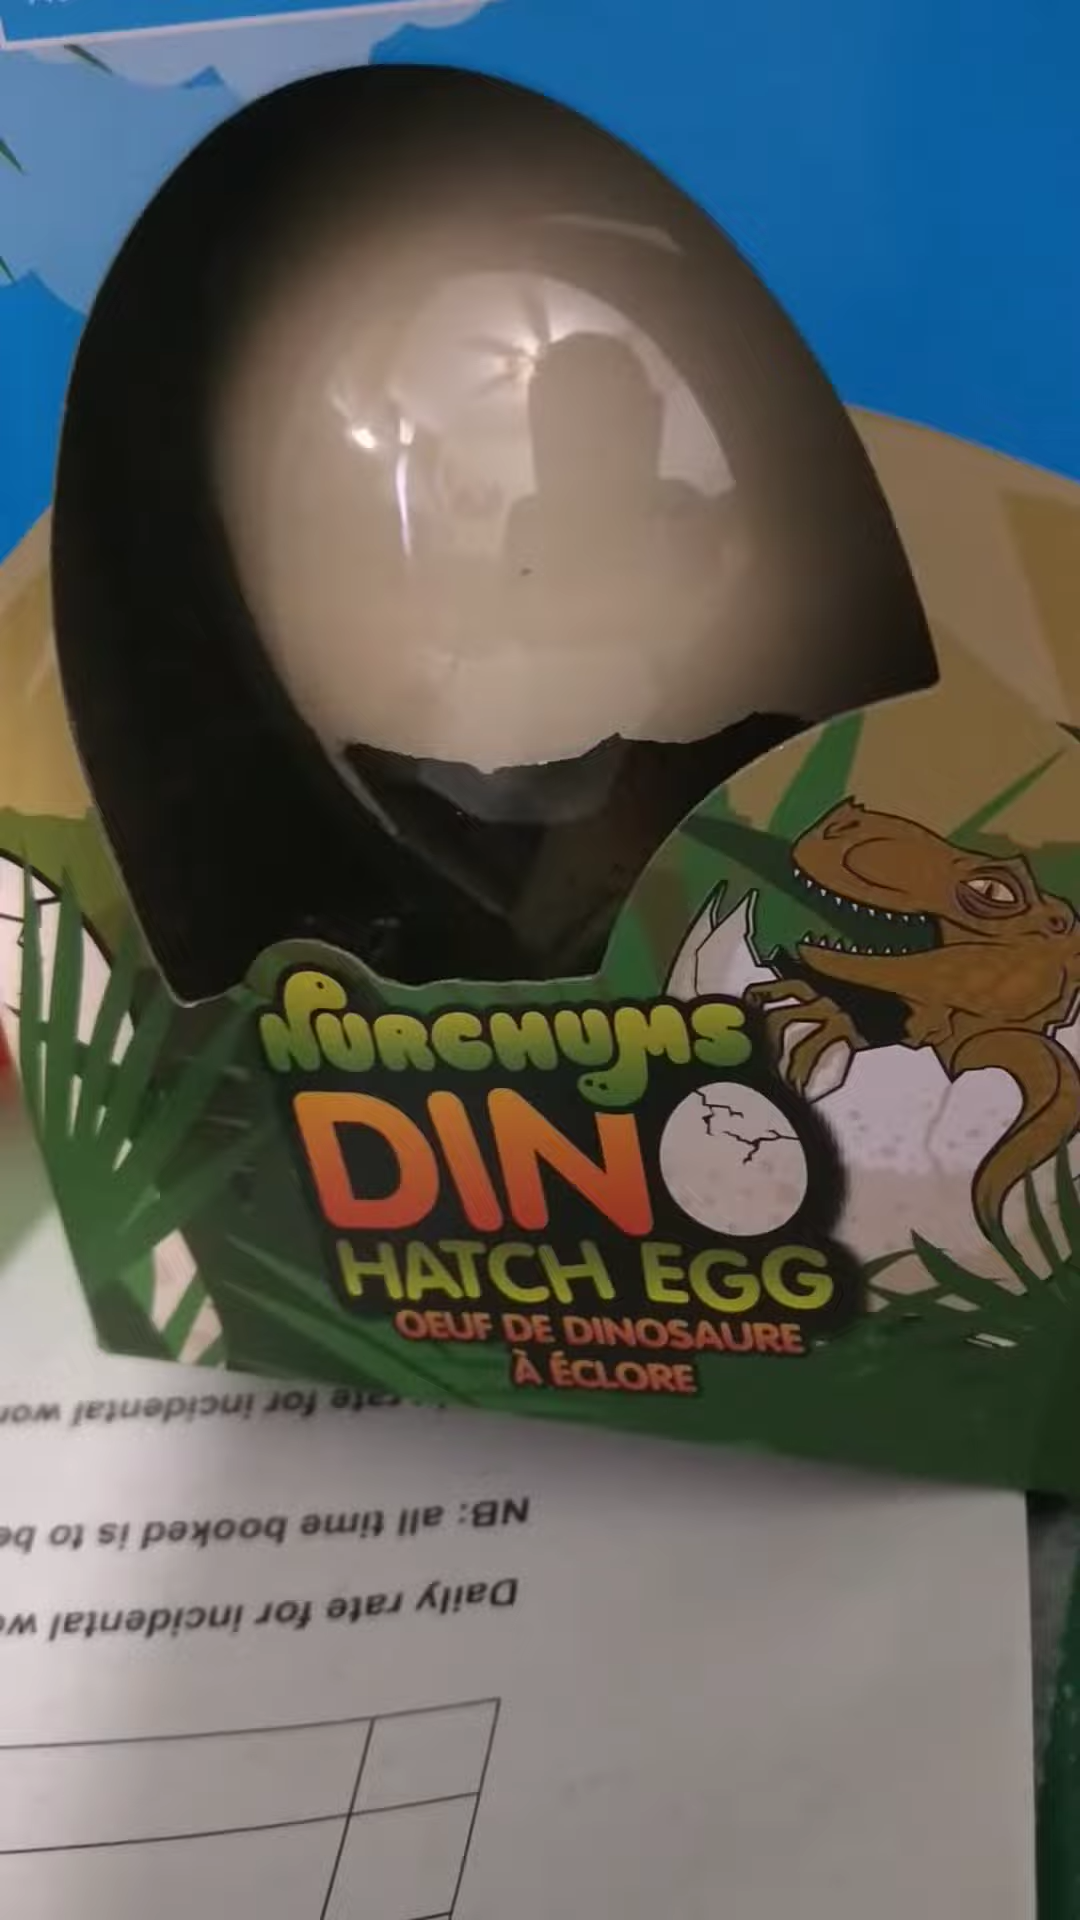 NURCHUMS
DINO
HATCH EGG
OEUF DE DINOSAURE
À ÉCLORE
rate for incidental
NB: all time booked is to be
Daily rate for incidental